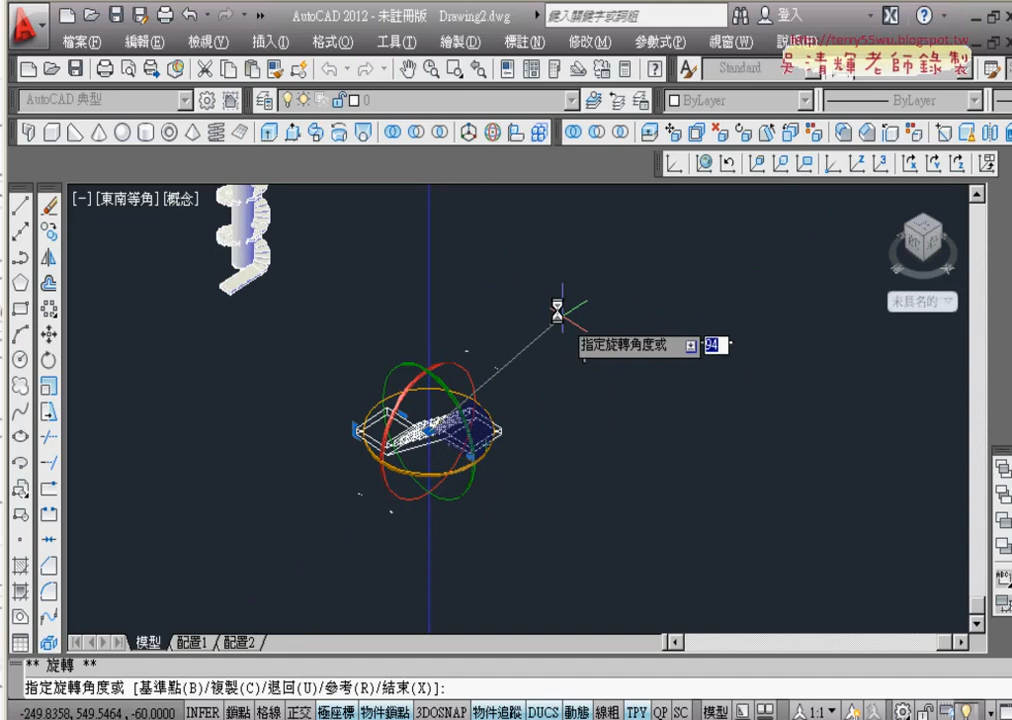 AutoCAD 2012 - 未註冊版 Drawing2.dwg
鍵入關鍵字或詞組
登入
檔案(F) 編輯(E) 檢視(V) 插入(I) 格式(O) 工具(T) 繪製(D) 標註(N) 修改(M) 參數式(P) 視窗(W)
http://terry55wu.blogspot.tw
吳清輝老師錄製
Standard
AutoCAD 典型
0
ByLayer
ByLayer
[−][東南等角][概念]
未具名的
指定旋轉角度或
94
模型 配置1 配置2
** 旋轉 **
指定旋轉角度或 [基準點(B)/複製(C)/退回(U)/參考(R)/結束(X)]:
-249.8358, 549.5464, -60.0000 INFER 鎖點 格線 正交 極座標 物件鎖點 3DOSNAP 物件追蹤 DUCS 動態 線粗 TPY QP SC 模型 1:1